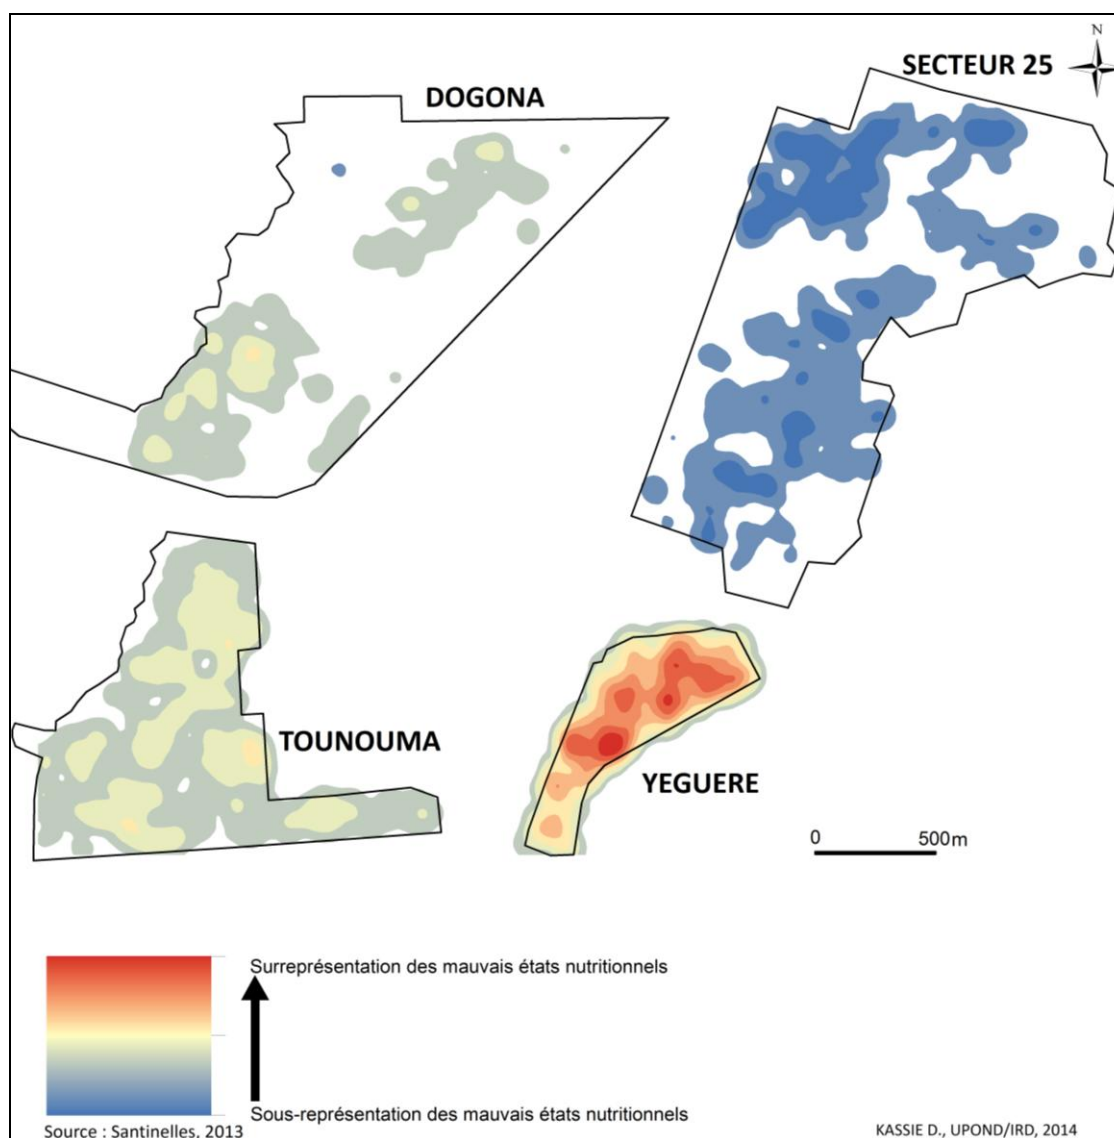 N
SECTEUR 25
DOGONA
TOUNOUMA
YEGUERE
0 500m
Surreprésentation des mauvais états nutritionnels
Sous-représentation des mauvais états nutritionnels
Source : Santinelles, 2013
KASSIE D., UPOND/IRD, 2014